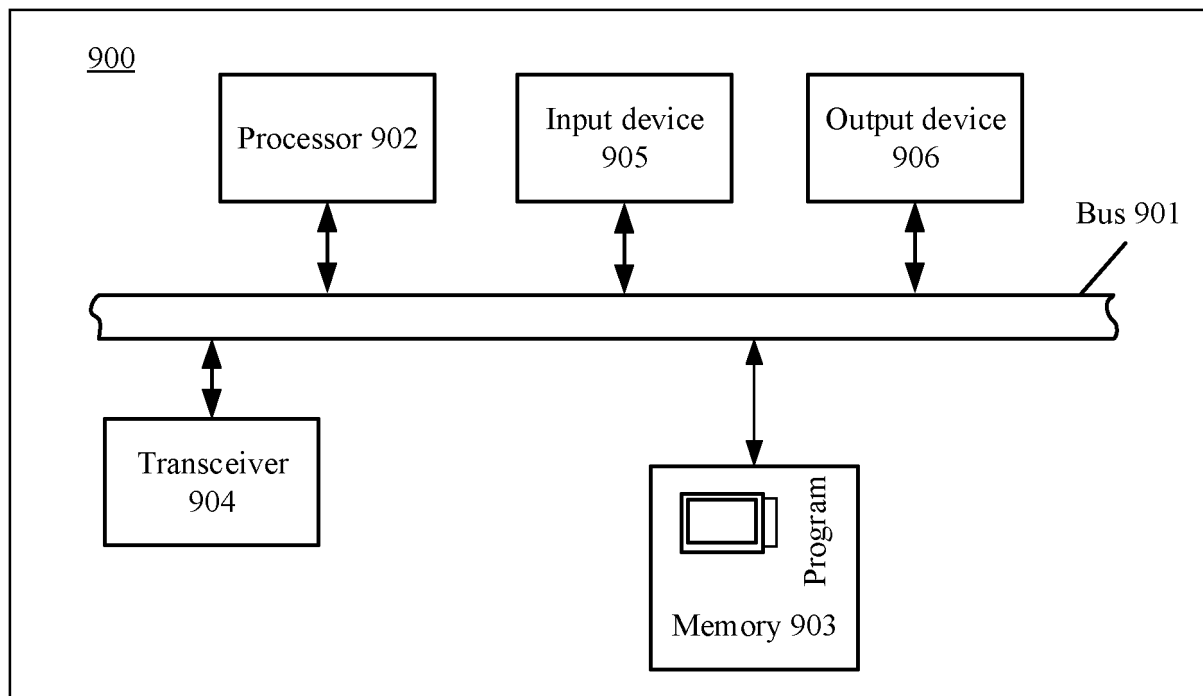 900
Processor 902
Input device
905
Output device
906
Bus 901
Transceiver
904
Program
Memory 903